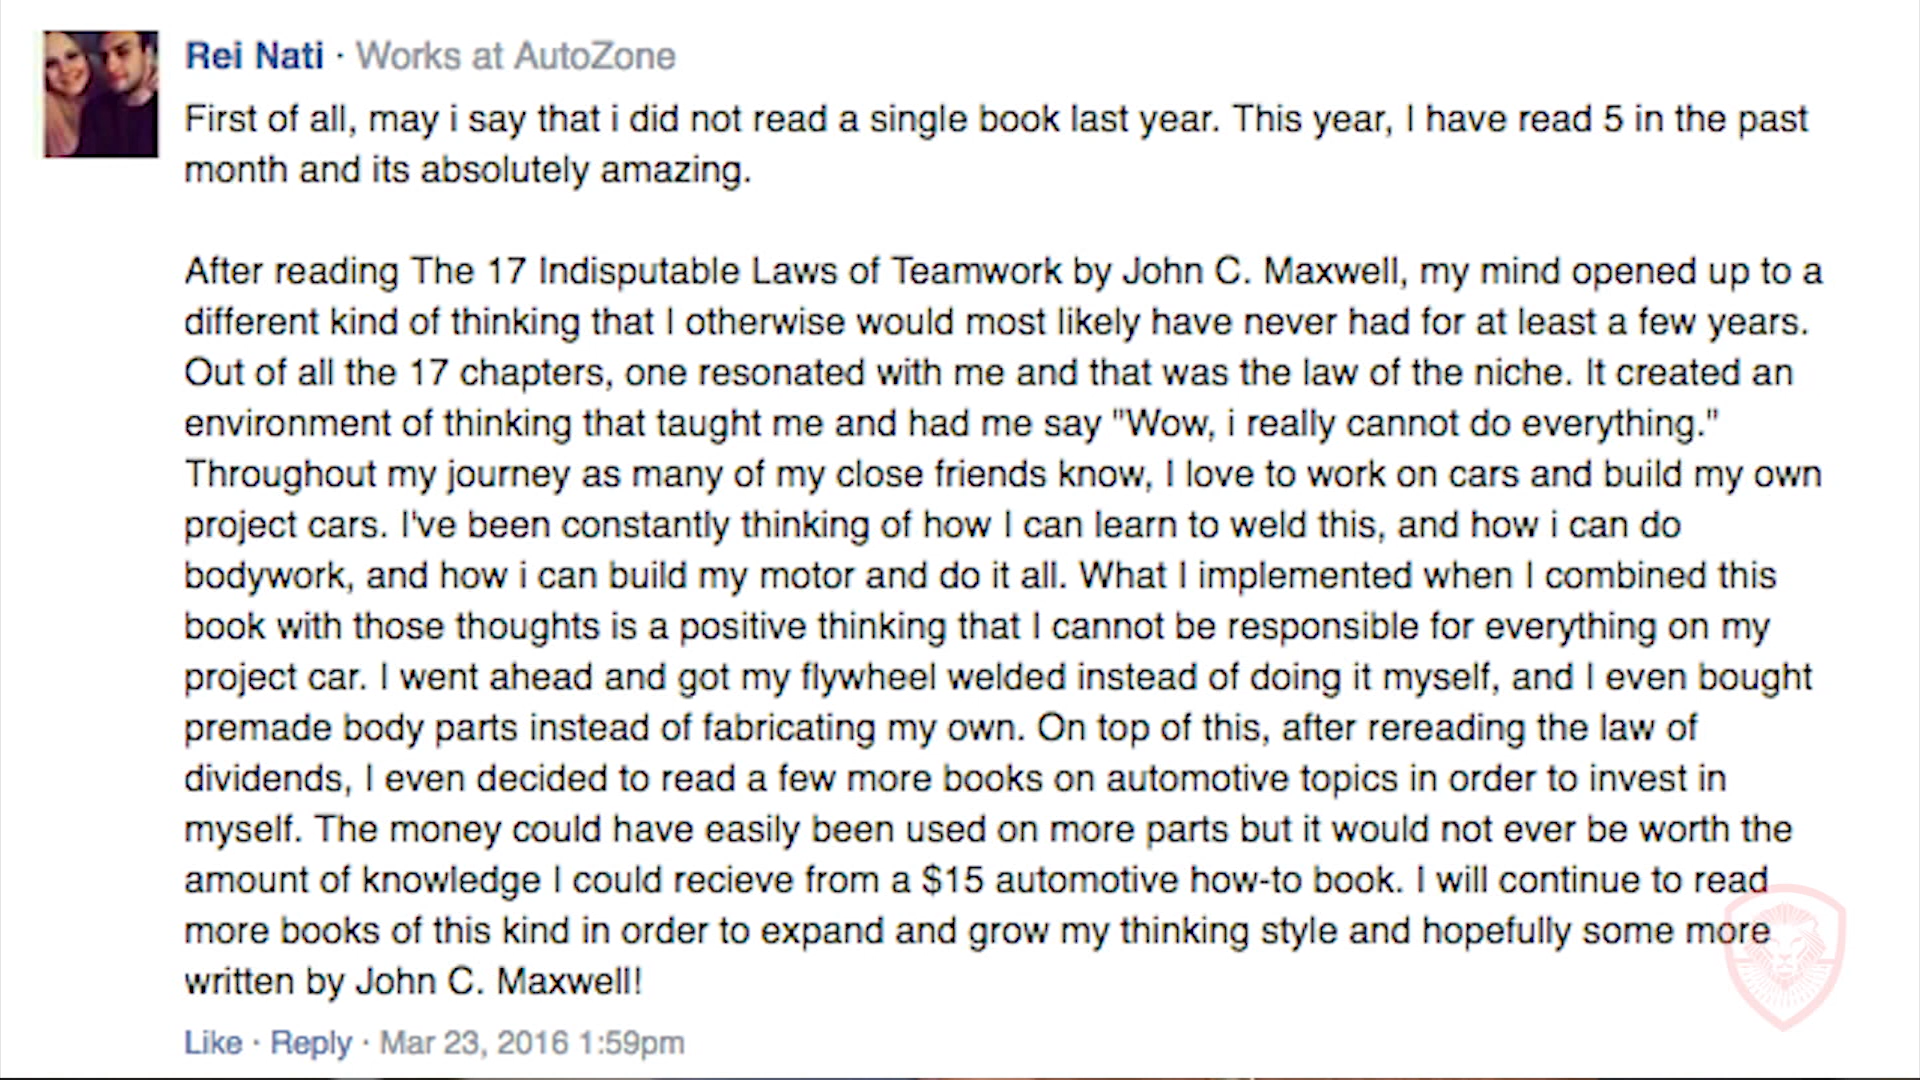 Rei Nati · Works at AutoZone
First of all, may i say that i did not read a single book last year. This year, I have read 5 in the past
month and its absolutely amazing.
After reading The 17 Indisputable Laws of Teamwork by John C. Maxwell, my mind opened up to a
different kind of thinking that I otherwise would most likely have never had for at least a few years.
Out of all the 17 chapters, one resonated with me and that was the law of the niche. It created an
environment of thinking that taught me and had me say "Wow, i really cannot do everything."
Throughout my journey as many of my close friends know, I love to work on cars and build my own
project cars. I've been constantly thinking of how I can learn to weld this, and how i can do
bodywork, and how i can build my motor and do it all. What I implemented when I combined this
book with those thoughts is a positive thinking that I cannot be responsible for everything on my
project car. I went ahead and got my flywheel welded instead of doing it myself, and I even bought
premade body parts instead of fabricating my own. On top of this, after rereading the law of
dividends, I even decided to read a few more books on automotive topics in order to invest in
myself. The money could have easily been used on more parts but it would not ever be worth the
amount of knowledge I could recieve from a $15 automotive how-to book. I will continue to read
more books of this kind in order to expand and grow my thinking style and hopefully some more
written by John C. Maxwell!
Like · Reply · Mar 23, 2016 1:59pm